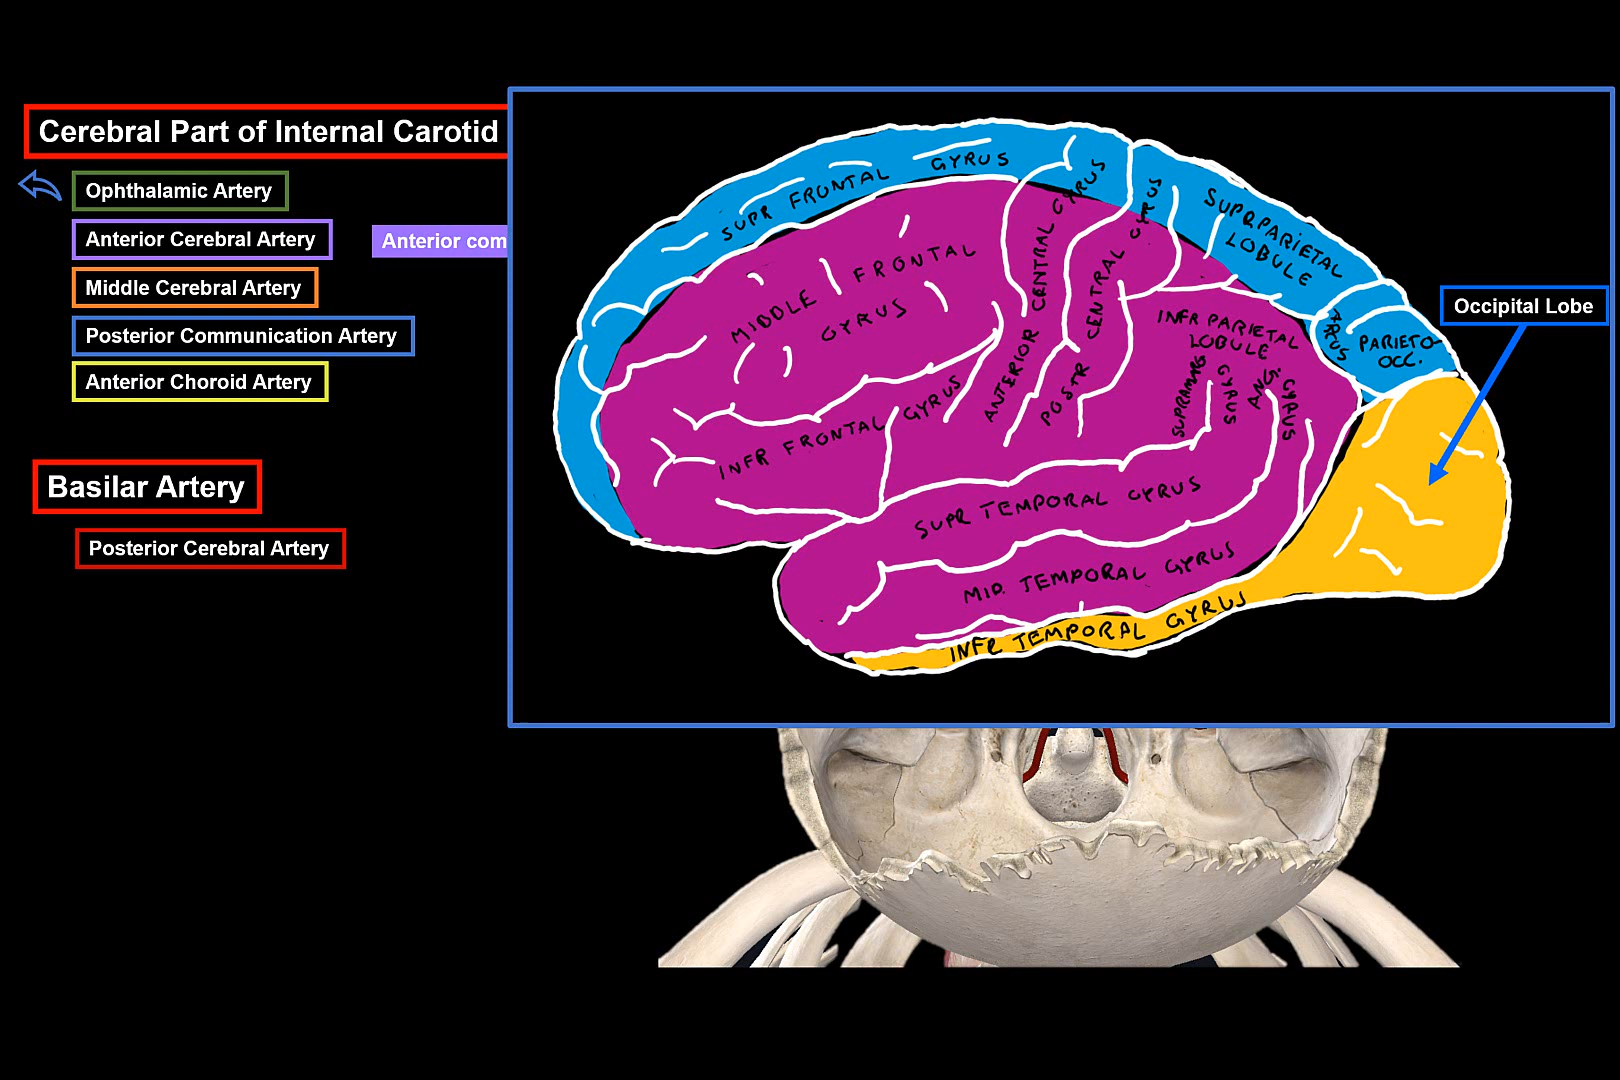 Cerebral Part of Internal Carotid
Ophthalamic Artery
Anterior Cerebral Artery
Anterior com
Middle Cerebral Artery
Posterior Communication Artery
Anterior Choroid Artery
Basilar Artery
Posterior Cerebral Artery
SUPR FRONTAL GYRUS
MIDDLE FRONTAL
GYRUS
INFR FRONTAL GYRUS
ANTERIOR CENTRAL GYRUS
POSTR CENTRAL GYRUS
SUPRPARIETAL
LOBULE
INFR PARIETAL
LOBULE
SUPRAMARG
GYRUS
ANG.
GYRUS
PARIETO-
OCC.
SUPR TEMPORAL GYRUS
MID. TEMPORAL GYRUS
INFR TEMPORAL GYRUS
Occipital Lobe